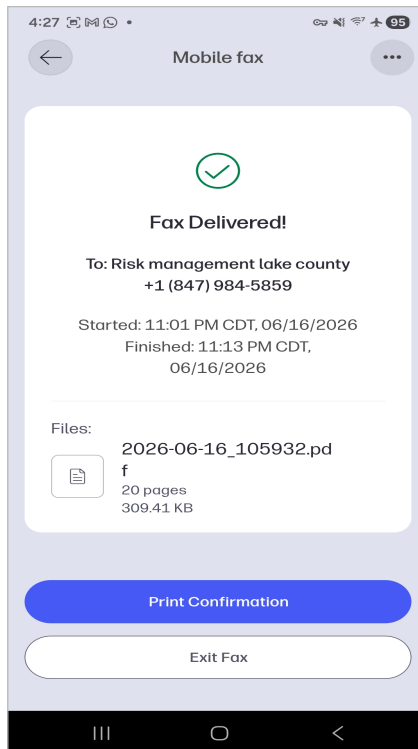 4:27
95
Mobile fax
Fax Delivered!
To: Risk management lake county
+1 (847) 984-5859
Started: 11:01 PM CDT, 06/16/2026
Finished: 11:13 PM CDT,
06/16/2026
Files:
2026-06-16_105932.pd
f
20 pages
309.41 KB
Print Confirmation
Exit Fax